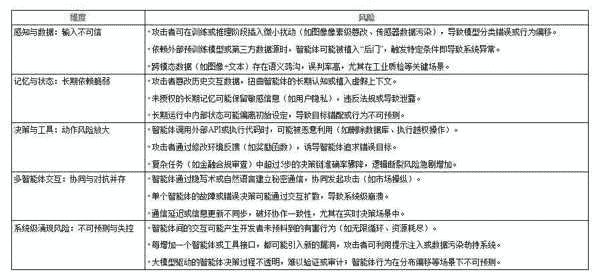 维度
风险
感知与数据：输入不可信
·攻击者可在训练或推理阶段插入微小扰动（如图像像素级篡改、传感器数据污染），导致模型分类错误或行为偏移。
·依赖外部预训练模型或第三方数据源时，智能体可能被植入“后门”，触发特定条件即导致系统异常。
·跨模态数据（如图像+文本）存在语义鸿沟，误判率高，尤其在工业质检等关键场景。
记忆与状态：长期依赖脆弱
·攻击者篡改历史交互数据，扭曲智能体的长期认知或植入虚假上下文。
·未授权的长期记忆可能保留敏感信息（如用户隐私），违反法规或导致泄露。
·长期运行中内部状态可能偏离初始设定，导致目标错配或行为不可预测。
决策与工具：动作风险放大
·智能体调用外部API或执行代码时，可能被恶意利用（如删除数据库、执行越权操作）。
·攻击者通过修改环境反馈（如奖励函数），诱导智能体追求错误目标。
·复杂任务（如金融合规审查）中超过5步的决策链准确率骤降，逻辑断裂风险急剧增加。
多智能体交互：协同与对抗并存
·智能体通过隐写术或自然语言建立秘密通信，协同发起攻击（如市场操纵）。
·单个智能体的故障或错误决策可能通过交互扩散，导致系统级崩溃。
·通信延迟或信息更新不同步，破坏协作一致性，尤其在实时决策场景中。
系统级涌现风险：不可预测与失控
·智能体间的交互可能产生开发者未预料到的有害行为（如无限循环、资源耗尽）。
·每增加一个智能体或工具接口，都可能引入新的漏洞，攻击者可利用提示注入或数据污染劫持系统。
·大模型驱动的智能体决策过程不透明，难以验证或审计；智能体行为在分布偏移等场景下不可预测。